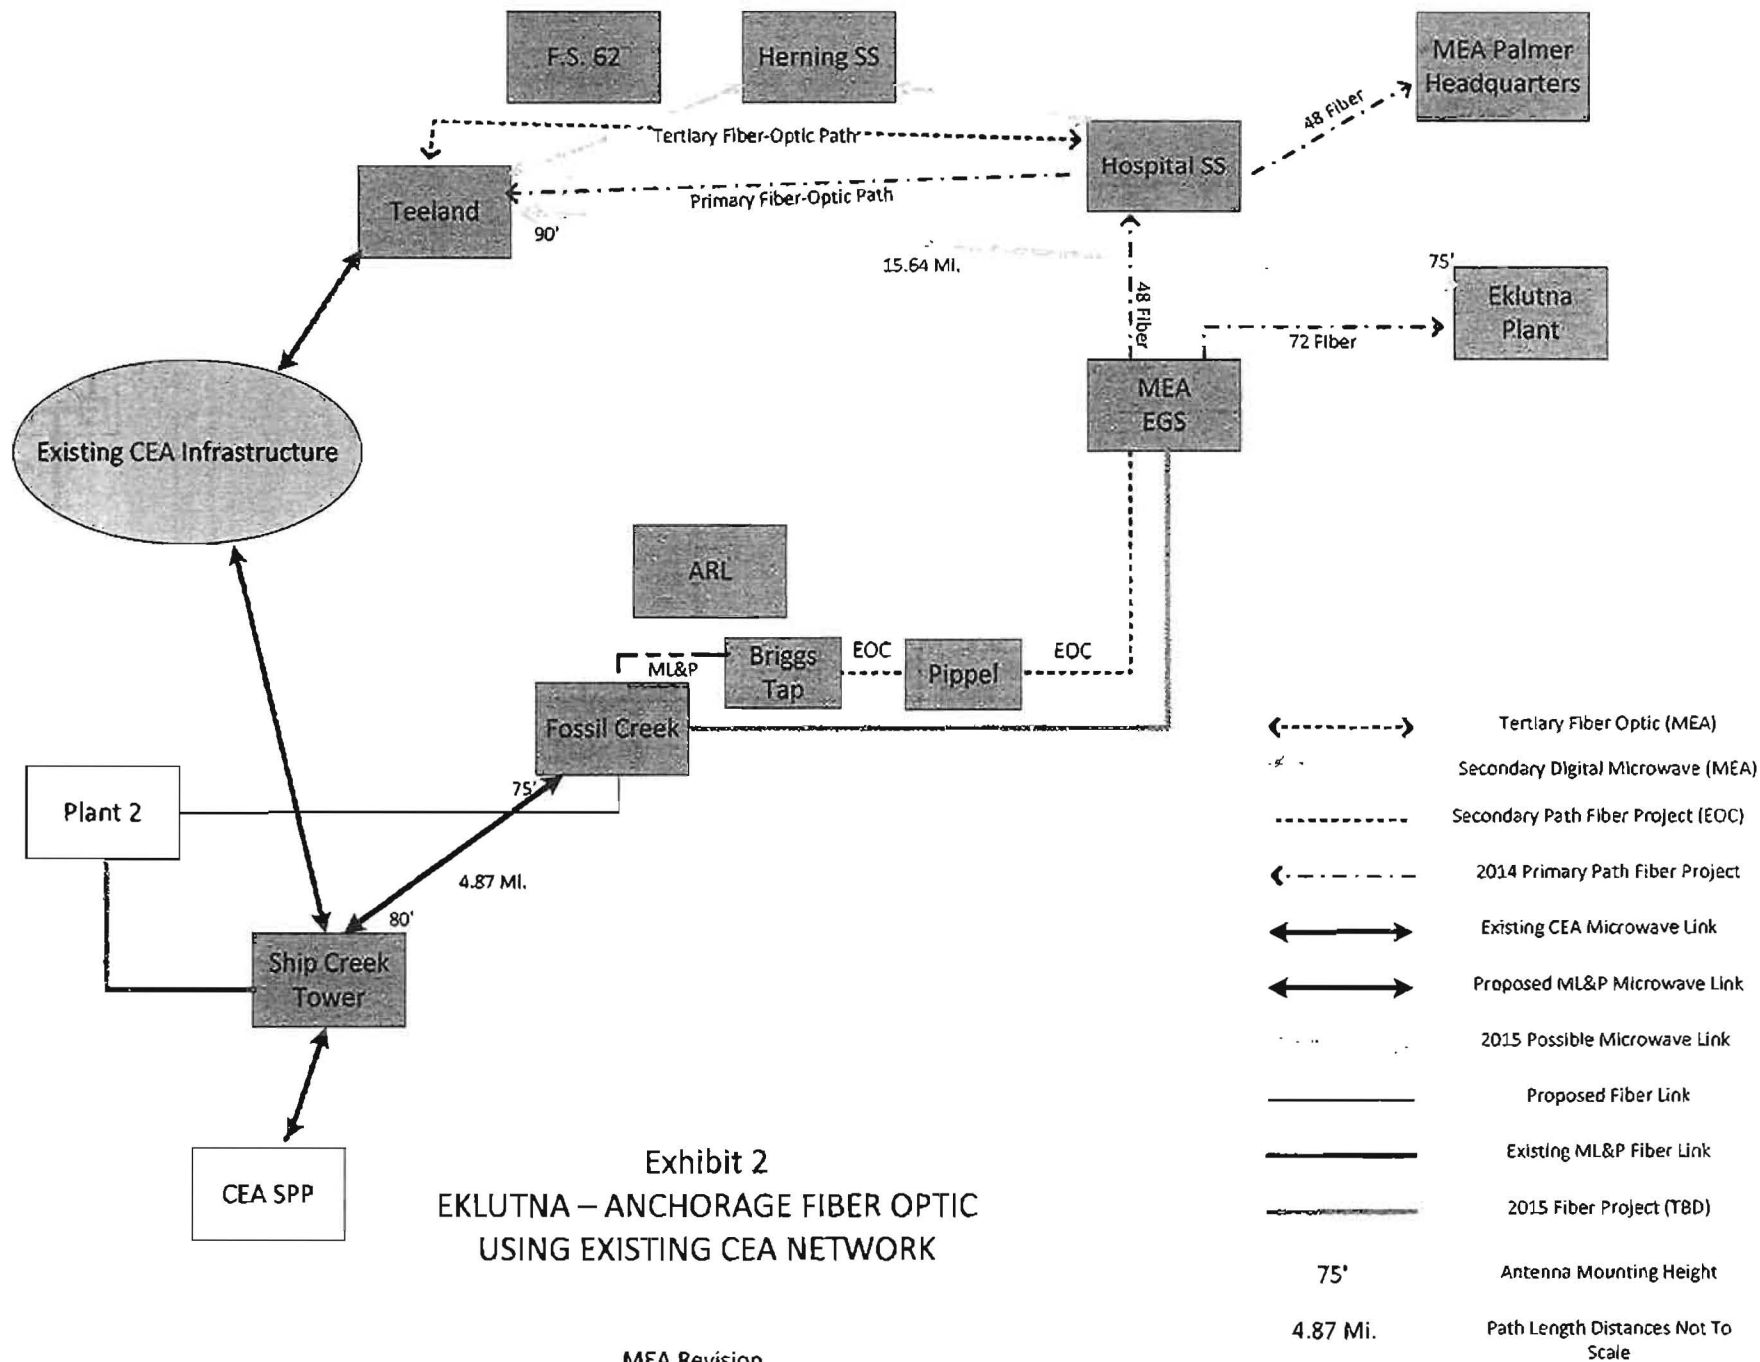 F.S. 62
Herning SS
MEA Palmer
Headquarters
48 Fiber
Tertiary Fiber-Optic Path
Hospital SS
Teeland
Primary Fiber-Optic Path
90'
15.64 Mi.
48 Fiber
75'
Eklutna
Plant
72 Fiber
MEA
EGS
Existing CEA Infrastructure
ARL
ML&P
Briggs
Tap
EOC
Pippel
EOC
Fossil Creek
75'
Plant 2
4.87 Mi.
80'
Ship Creek
Tower
CEA SPP
Exhibit 2
EKLUTNA – ANCHORAGE FIBER OPTIC
USING EXISTING CEA NETWORK
MEA Revision
Tertiary Fiber Optic (MEA)
Secondary Digital Microwave (MEA)
Secondary Path Fiber Project (EOC)
2014 Primary Path Fiber Project
Existing CEA Microwave Link
Proposed ML&P Microwave Link
2015 Possible Microwave Link
Proposed Fiber Link
Existing ML&P Fiber Link
2015 Fiber Project (TBD)
75'
Antenna Mounting Height
4.87 Mi.
Path Length Distances Not To
Scale